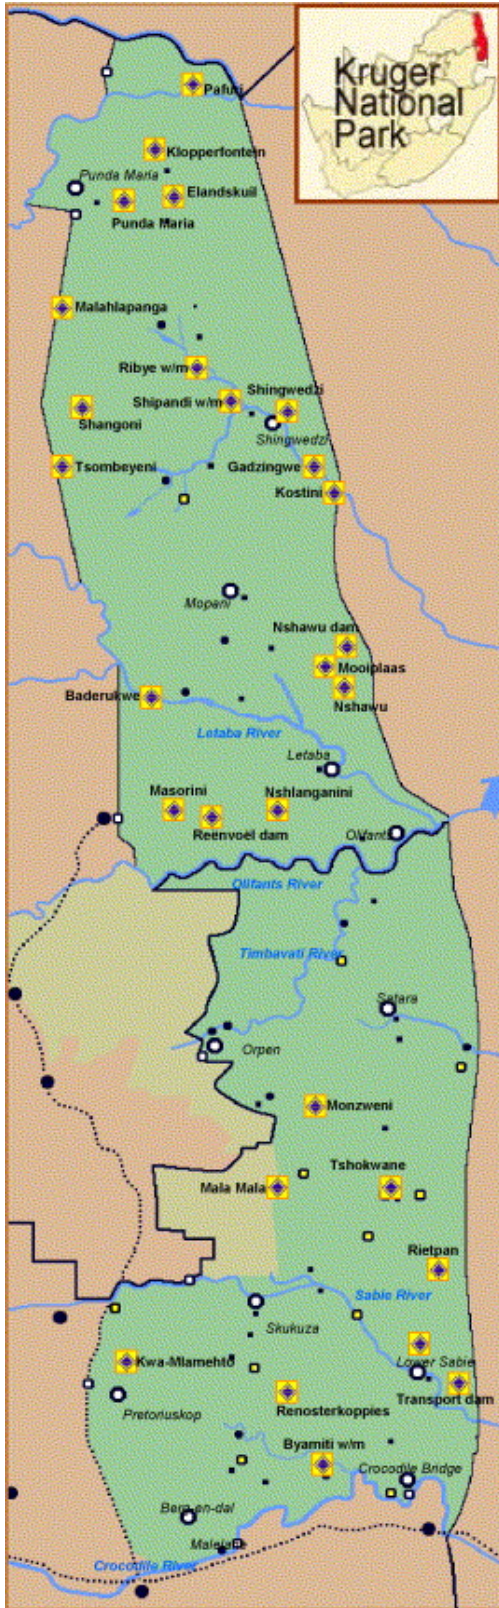 Kruger
National
Park
Pafuri
Klopperfontein
Punda Maria
Elandskuil
Punda Maria
Malahlapanga
Ribye w/m
Shingwedzi
Shipandi w/m
Shangoni
Shingwedzi
Tsombeyeni
Gadzingwe
Kostini
Mopani
Nshawu dam
Mooiplaas
Nshawu
Baderukwe
Letaba River
Letaba
Masorini
Nshlanganini
Reenvoël dam
Olifants
Olifants River
Timbavati River
Satara
Orpen
Monzweni
Tshokwane
Mala Mala
Rietpan
Sabie River
Skukuza
Kwa-Mlamehto
Lower Sabie
Transport dam
Pretoriuskop
Renosterkoppies
Byamiti w/m
Crocodile Bridge
Berg-en-dal
Malelane
Crocodile River